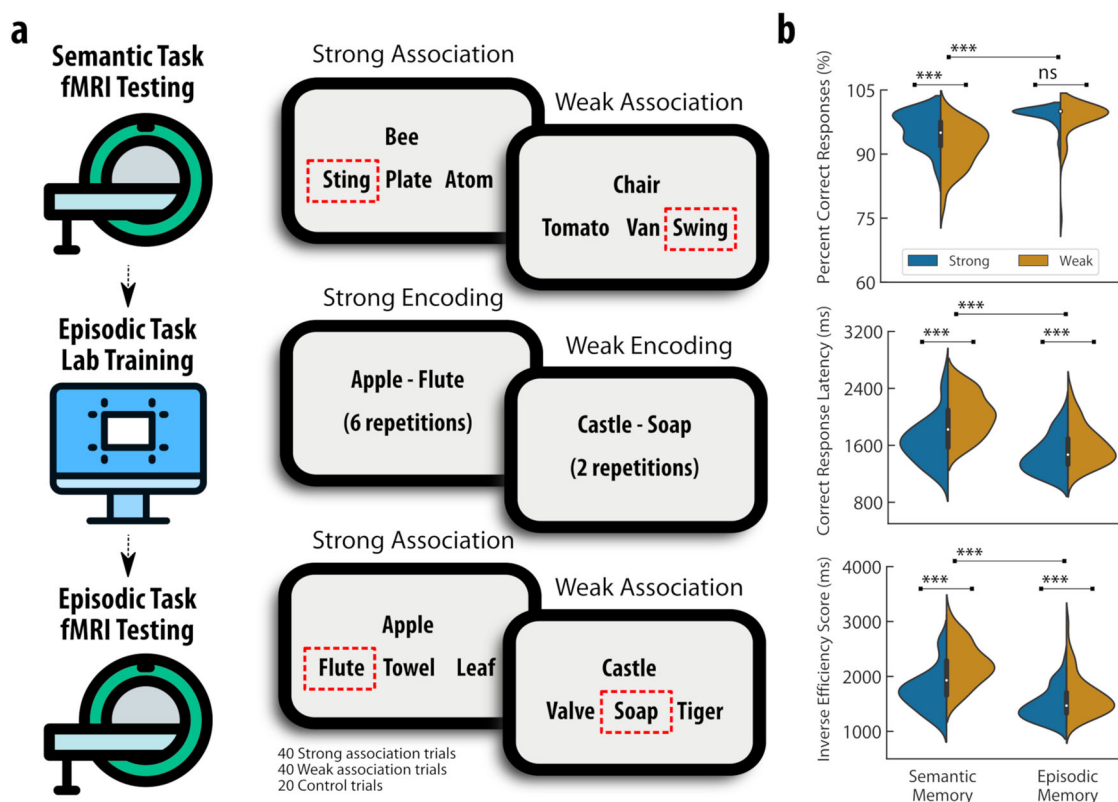 a
Semantic Task
fMRI Testing
Strong Association
Bee
Sting Plate Atom
Weak Association
Chair
Tomato Van Swing
Episodic Task
Lab Training
Strong Encoding
Apple - Flute
(6 repetitions)
Weak Encoding
Castle - Soap
(2 repetitions)
Episodic Task
fMRI Testing
Strong Association
Apple
Flute Towel Leaf
Weak Association
Castle
Valve Soap Tiger
40 Strong association trials
40 Weak association trials
20 Control trials
b
Percent Correct Responses (%)
105
90
75
60
***
***
ns
Strong
Weak
Correct Response Latency (ms)
3200
2400
1600
800
***
***
***
Inverse Efficiency Score (ms)
4000
3000
2000
1000
***
***
***
Semantic
Memory
Episodic
Memory